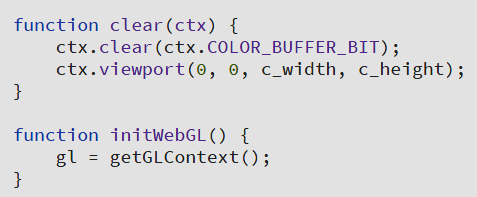 function clear(ctx) {
    ctx.clear(ctx.COLOR_BUFFER_BIT);
    ctx.viewport(0, 0, c_width, c_height);
}

function initWebGL() {
    gl = getGLContext();
}